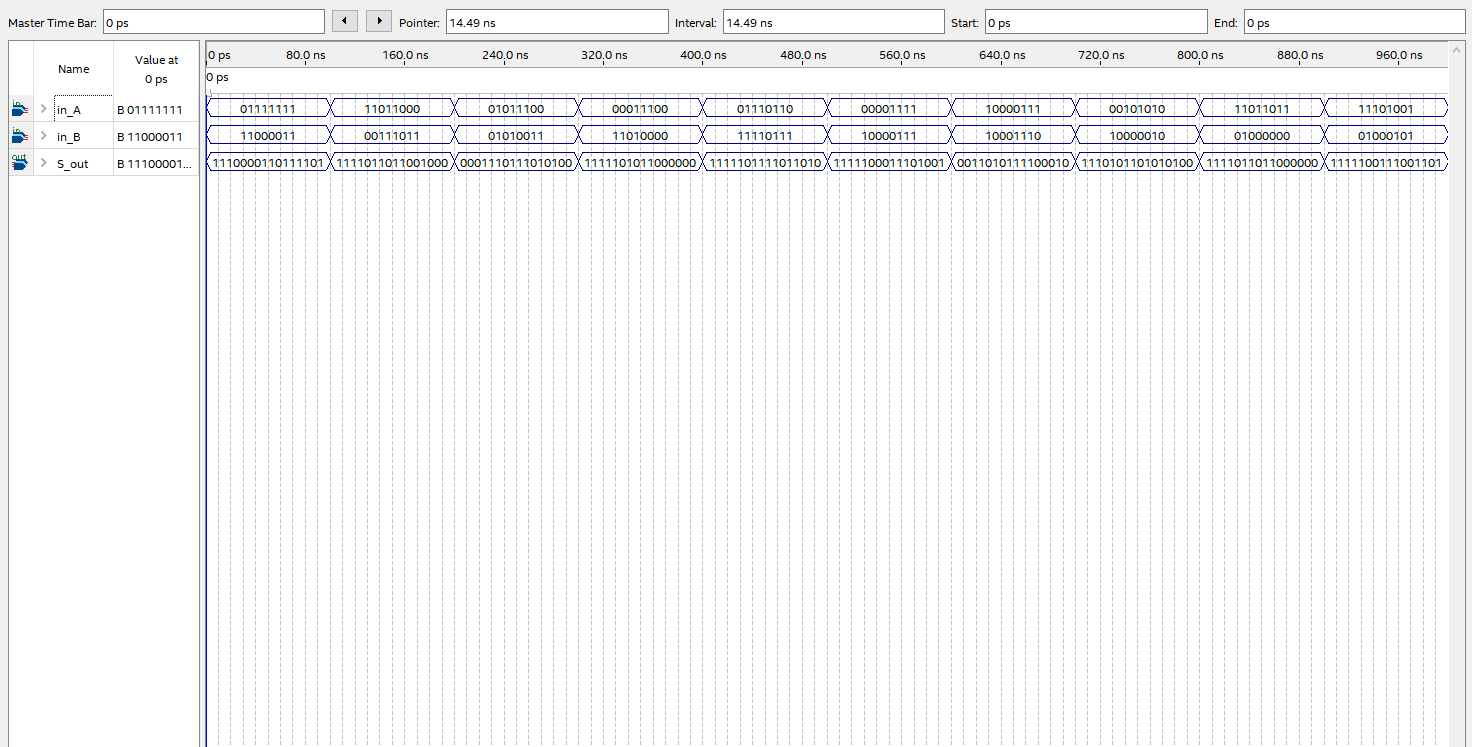 Master Time Bar: 0 ps Pointer: 14.49 ns Interval: 14.49 ns Start: 0 ps End: 0 ps
Name Value at 0 ps
0 ps 80.0 ns 160.0 ns 240.0 ns 320.0 ns 400.0 ns 480.0 ns 560.0 ns 640.0 ns 720.0 ns 800.0 ns 880.0 ns 960.0 ns
0 ps
in in_A B 01111111 01111111 11011000 01011100 00011100 01110110 00001111 10000111 00101010 11011011 11101001
in in_B B 11000011 11000011 00111011 01010011 11010000 11110111 10000111 10001110 10000010 01000000 01000101
out S_out B 11100001... 1110000110111101 1111011011001000 0001110111010100 1111101011000000 1111101111011010 1111100011101001 0011010111100010 1110101101010100 1111011011000000 1111100111001101